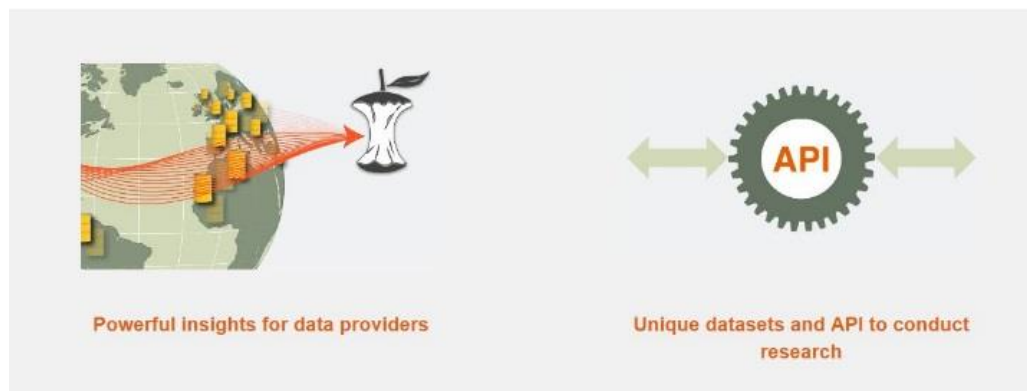 API
Powerful insights for data providers
Unique datasets and API to conduct
research